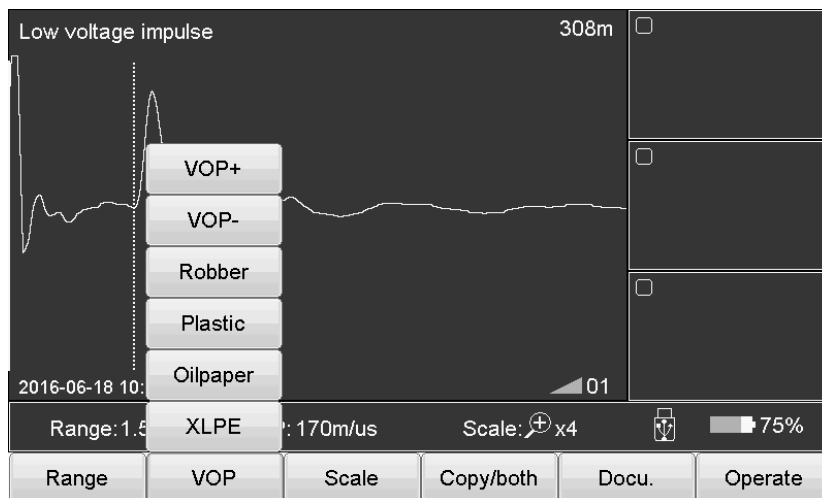 Low voltage impulse
308m
VOP+
VOP-
Robber
Plastic
Oilpaper
XLPE
2016-06-18 10:
01
Range:1.5
: 170m/us
Scale: x4
75%
Range
VOP
Scale
Copy/both
Docu.
Operate